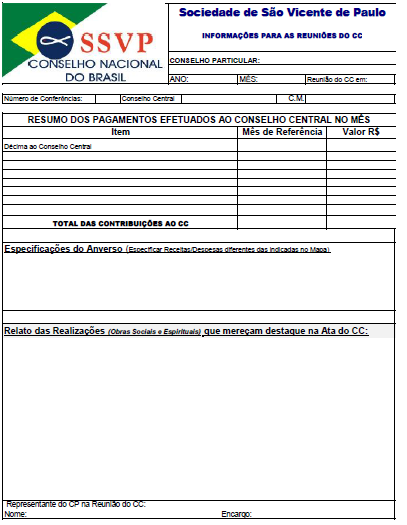 SSVP
CONSELHO NACIONAL
DO BRASIL
Sociedade de São Vicente de Paulo
INFORMAÇÕES PARA AS REUNIÕES DO CC
CONSELHO PARTICULAR:
ANO: MÊS: Reunião do CC em:
Número de Conferências: Conselho Central C.M.
RESUMO DOS PAGAMENTOS EFETUADOS AO CONSELHO CENTRAL NO MÊS
Item Mês de Referência Valor R$
Décima ao Conselho Central
TOTAL DAS CONTRIBUIÇÕES AO CC
Especificações do Anverso (Especificar Receitas/Despesas diferentes das indicadas no Mapa)
Relato das Realizações (Obras Sociais e Espirituais) que mereçam destaque na Ata do CC:
Representante do CP na Reunião do CC:
Nome: Encargo: